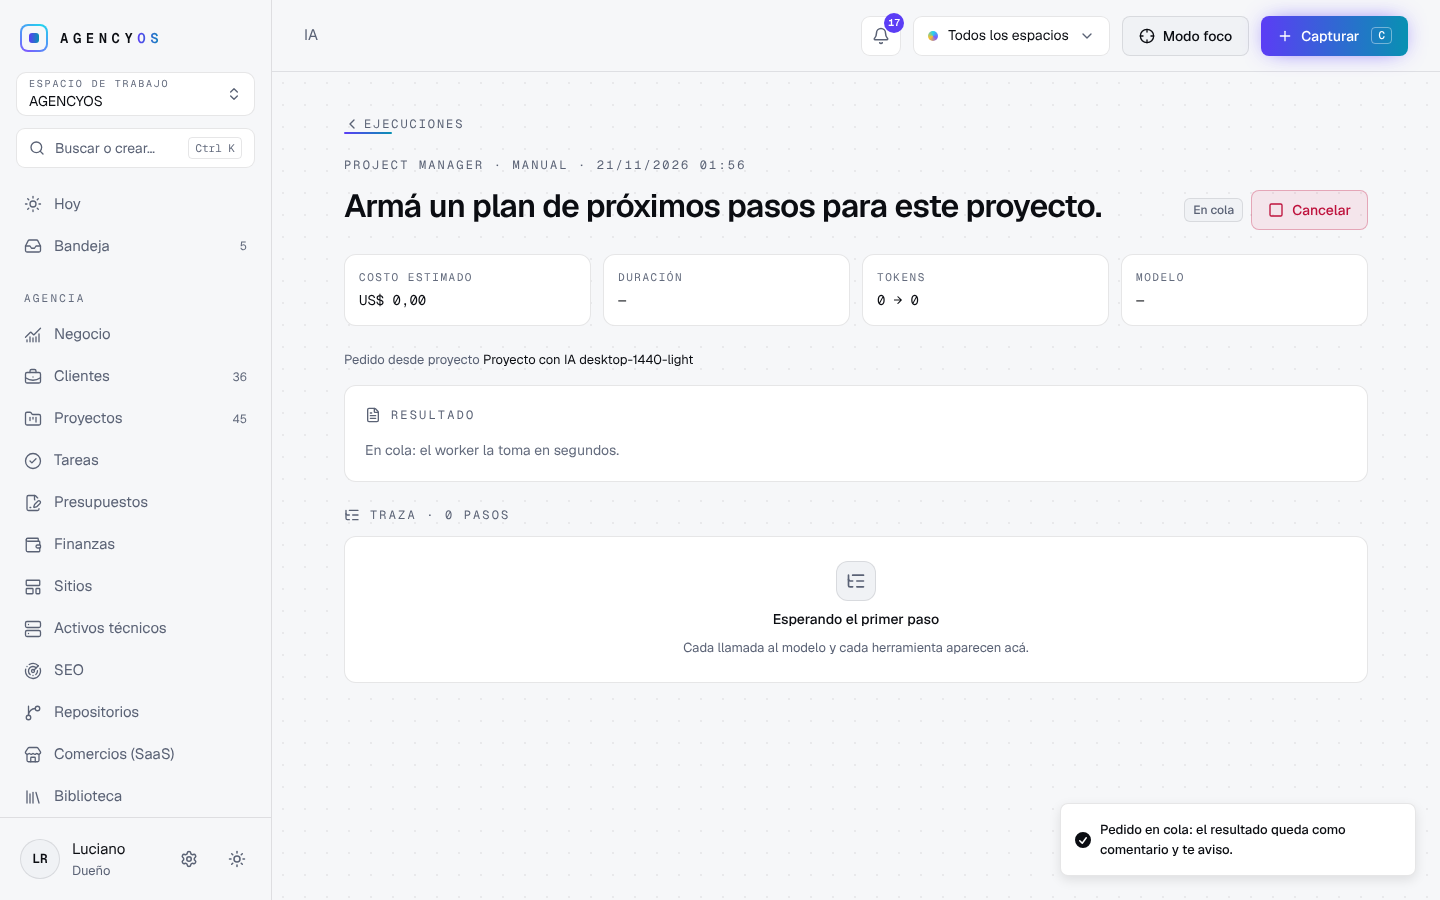 AGENCYOS
ESPACIO DE TRABAJO
AGENCYOS
Buscar o crear...
Ctrl K
Hoy
Bandeja 5
AGENCIA
Negocio
Clientes 36
Proyectos 45
Tareas
Presupuestos
Finanzas
Sitios
Activos técnicos
SEO
Repositorios
Comercios (SaaS)
Biblioteca
LR
Luciano
Dueño
IA
17
Todos los espacios
Modo foco
Capturar C
EJECUCIONES
PROJECT MANAGER · MANUAL · 21/11/2026 01:56
Armá un plan de próximos pasos para este proyecto.
En cola
Cancelar
COSTO ESTIMADO
US$ 0,00
DURACIÓN
—
TOKENS
0 → 0
MODELO
—
Pedido desde proyecto Proyecto con IA desktop-1440-light
RESULTADO
En cola: el worker la toma en segundos.
TRAZA · 0 PASOS
Esperando el primer paso
Cada llamada al modelo y cada herramienta aparecen acá.
Pedido en cola: el resultado queda como
comentario y te aviso.